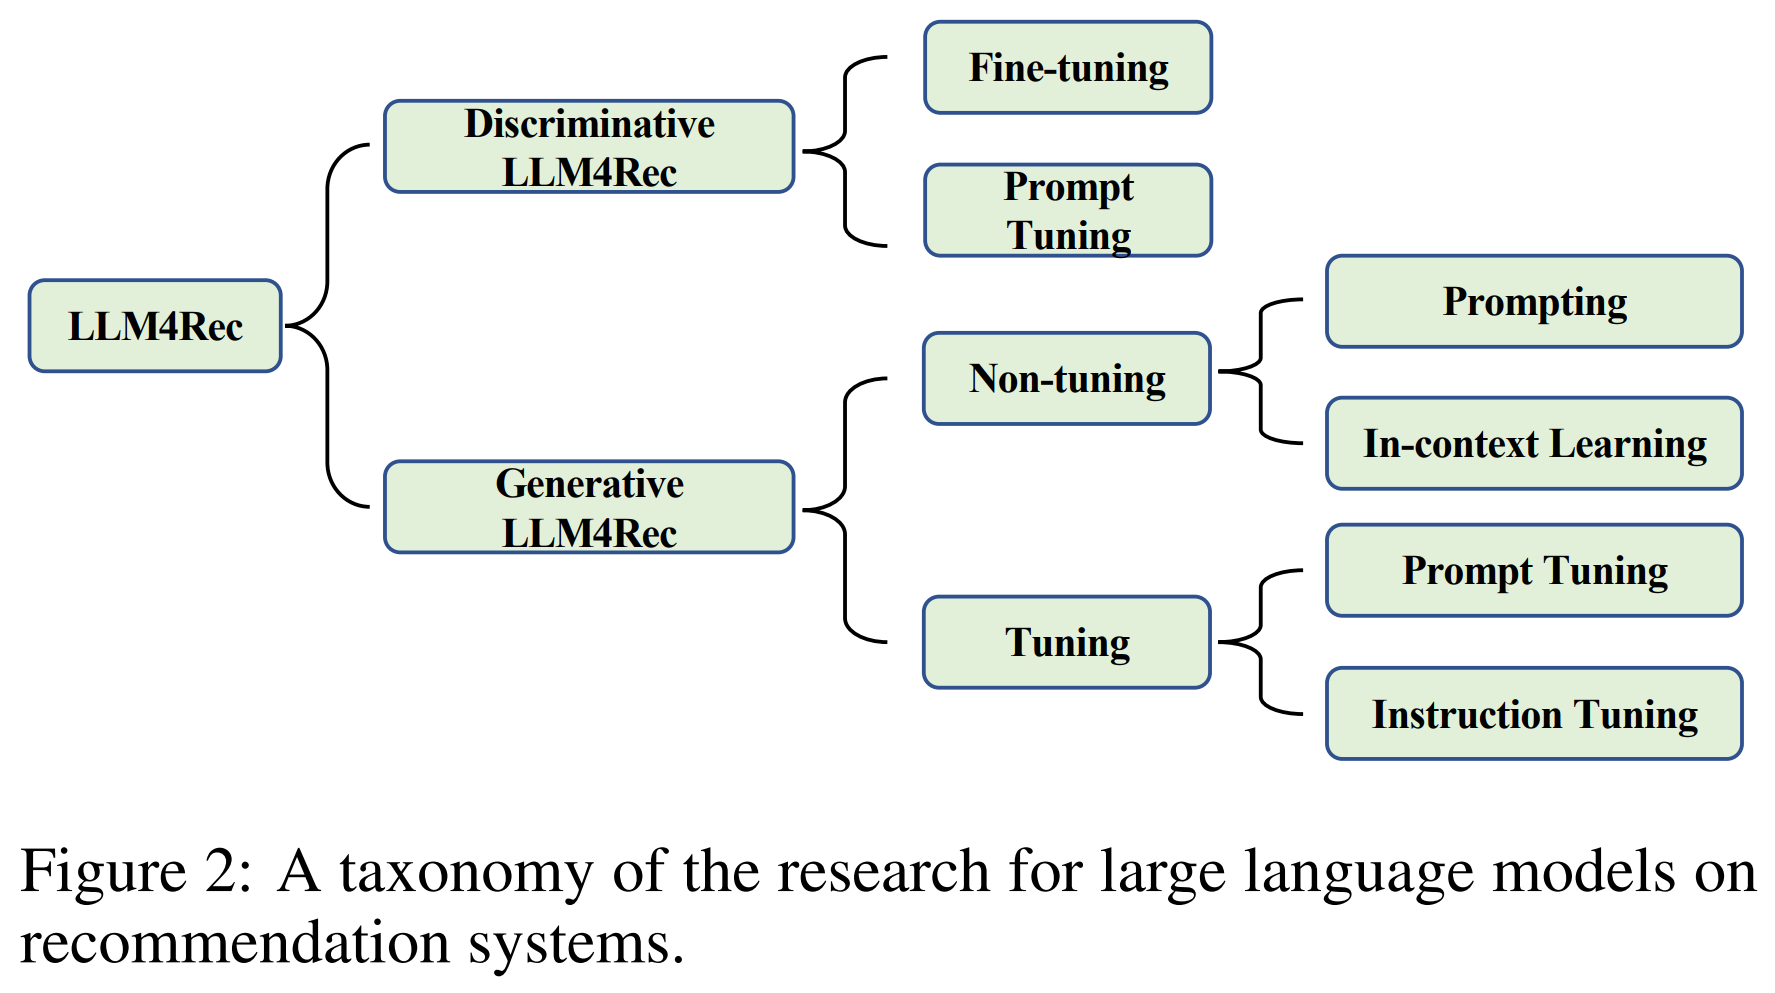 LLM4Rec
Discriminative
LLM4Rec
Fine-tuning
Prompt
Tuning
Generative
LLM4Rec
Non-tuning
Prompting
In-context Learning
Tuning
Prompt Tuning
Instruction Tuning
Figure 2: A taxonomy of the research for large language models on
recommendation systems.